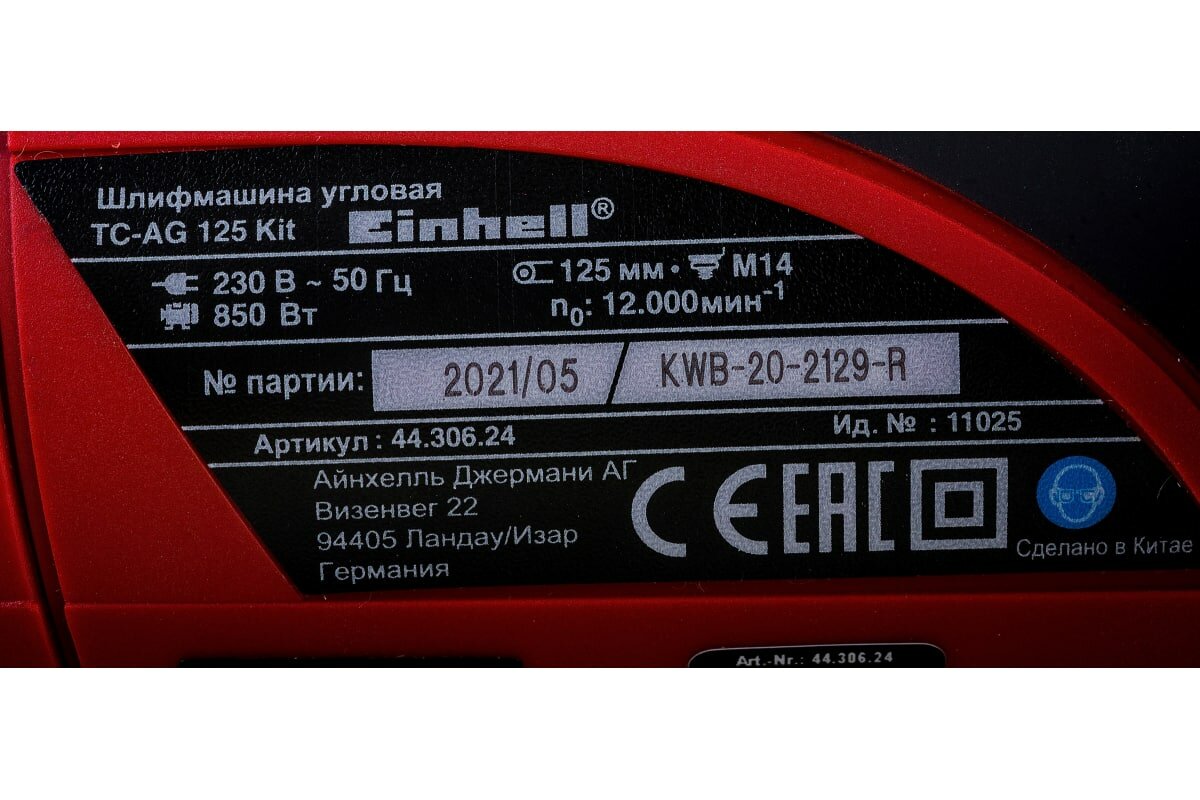 Шлифмашина угловая
TC-AG 125 Kit Einhell®
230 В ~ 50 Гц 125 мм • M14
850 Вт n₀: 12.000мин⁻¹
№ партии: 2021/05 / KWB-20-2129-R
Артикул : 44.306.24 Ид. № : 11025
Айнхелль Джермани АГ
Визенвег 22
94405 Ландау/Изар
Германия
CE EAC
Сделано в Китае
Art.-Nr.: 44.306.24